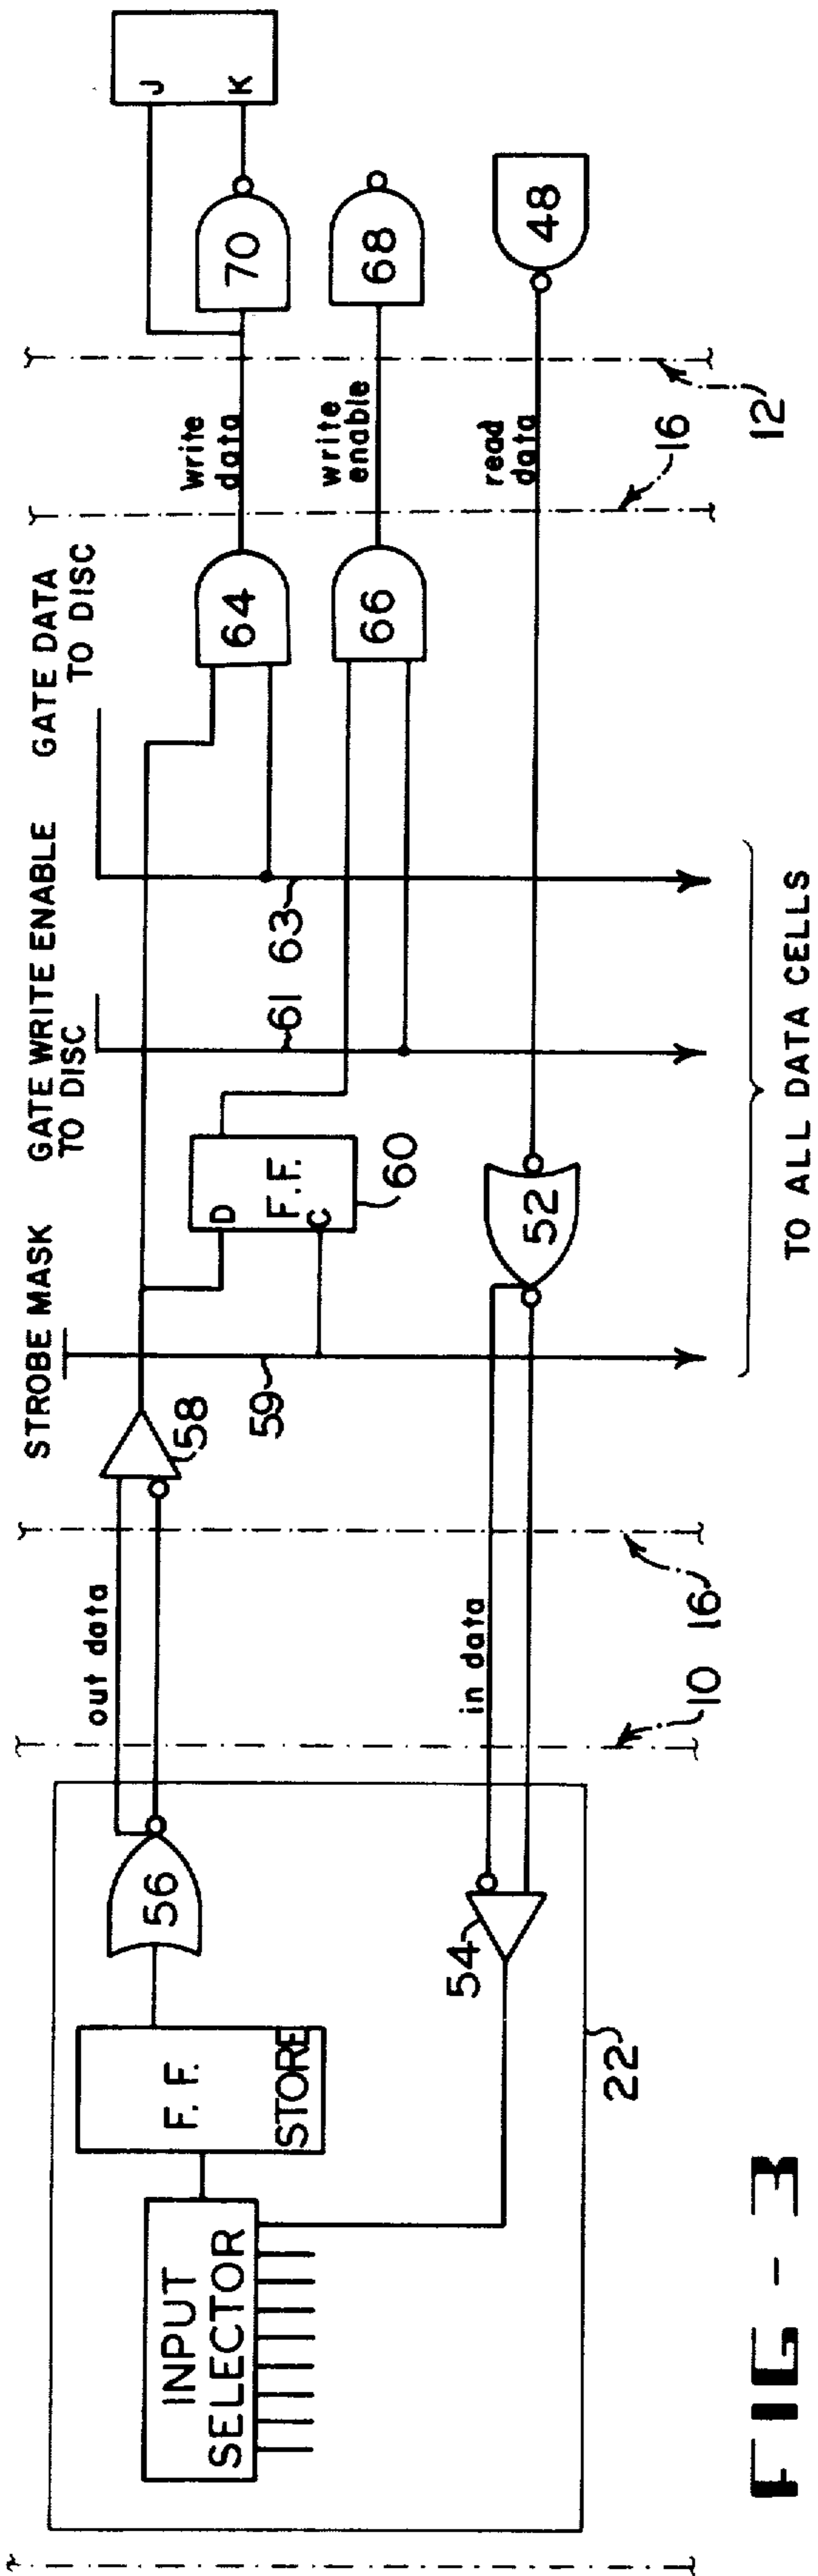 STROBE MASK
GATE WRITE ENABLE
TO DISC
GATE DATA
TO DISC
INPUT
SELECTOR
F.F.
STORE
56
out data
58
59
D
F.F.
C
60
61
63
64
66
write
data
write
enable
70
68
J
K
54
in data
52
read
data
48
22
10
16
16
12
TO ALL DATA CELLS
FIG - 3